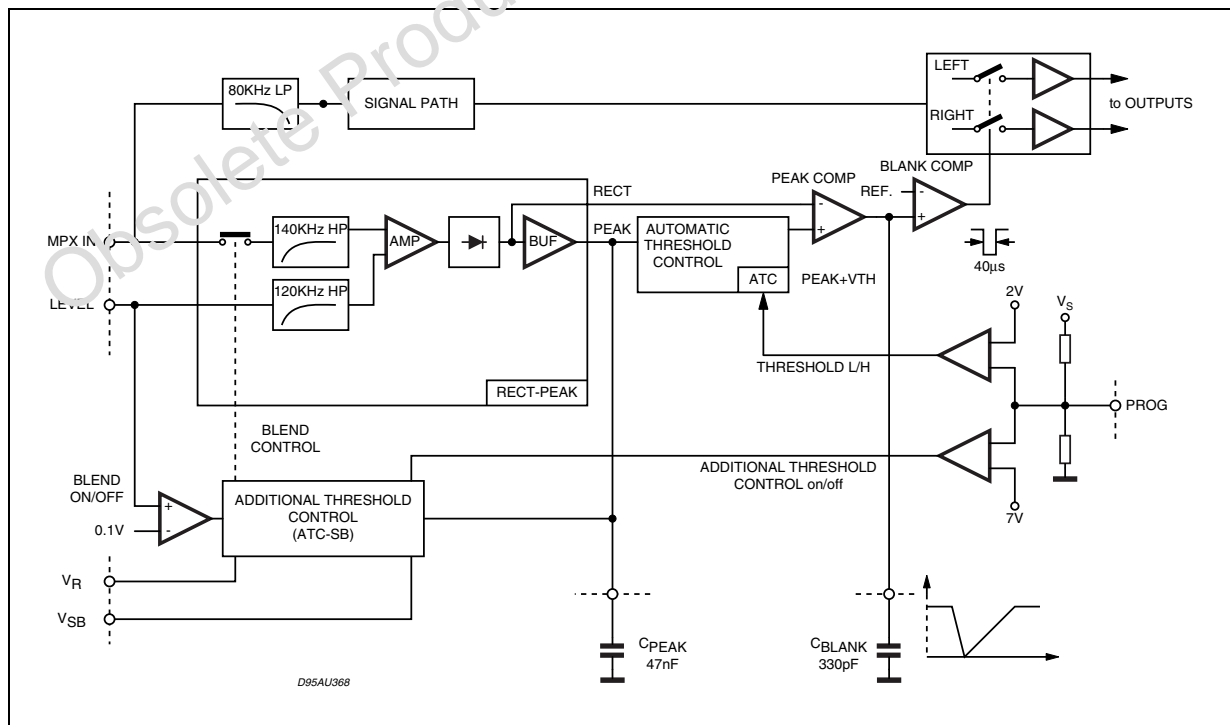 Obsolete Produ
80KHz LP
SIGNAL PATH
LEFT
RIGHT
to OUTPUTS
RECT
PEAK COMP
BLANK COMP
REF.
-
+
-
+
MPX IN
140KHz HP
AMP
BUF
PEAK
AUTOMATIC
THRESHOLD
CONTROL
ATC
PEAK+VTH
40µs
LEVEL
120KHz HP
2V
VS
THRESHOLD L/H
RECT-PEAK
PROG
BLEND
CONTROL
ADDITIONAL THRESHOLD
CONTROL on/off
7V
BLEND
ON/OFF
+
0.1V
-
ADDITIONAL THRESHOLD
CONTROL
(ATC-SB)
VR
VSB
CPEAK
47nF
CBLANK
330pF
D95AU368